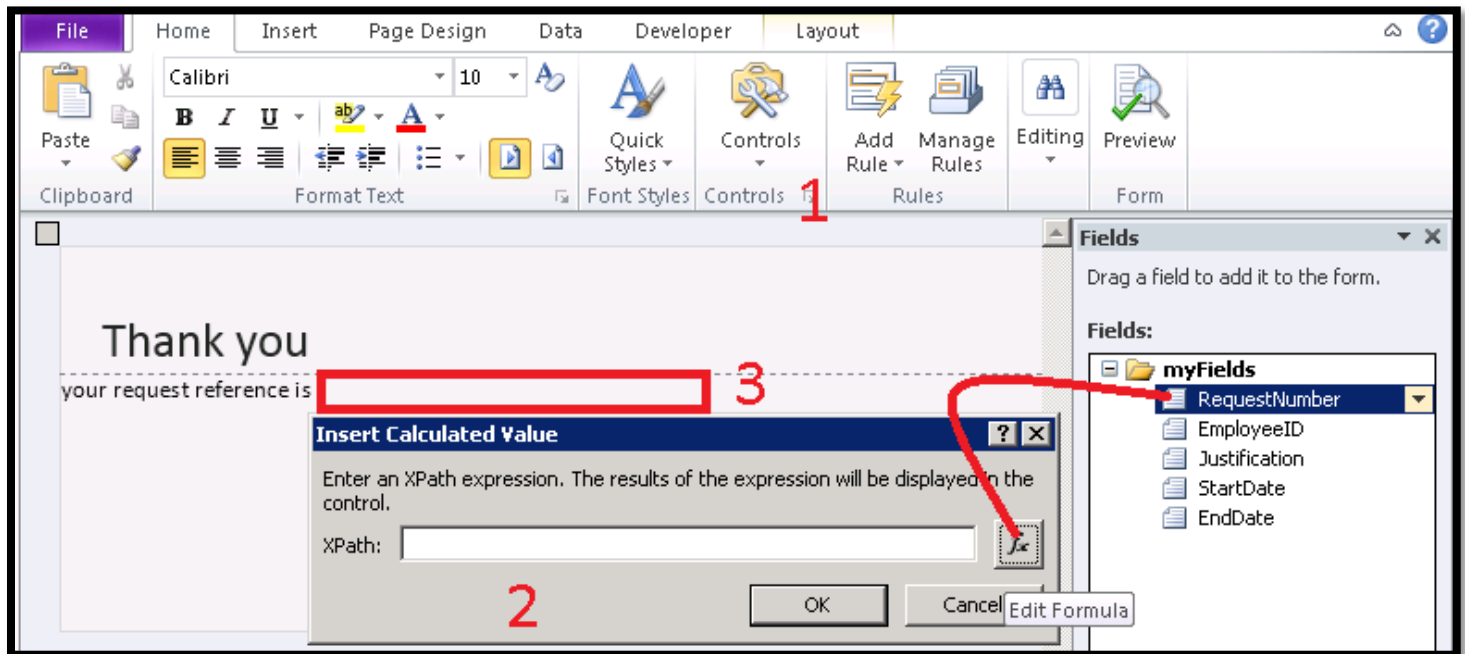 File Home Insert Page Design Data Developer Layout
Calibri 10
Paste
B I U ab A
Quick Styles
Controls
Add Rule
Manage Rules
Editing
Preview
Clipboard Format Text Font Styles Controls Rules Form
1
Fields
Drag a field to add it to the form.
Fields:
myFields
RequestNumber
EmployeeID
Justification
StartDate
EndDate
Thank you
your request reference is
3
Insert Calculated Value
Enter an XPath expression. The results of the expression will be displayed in the
control.
XPath:
fx
2
OK Cancel
Edit Formula